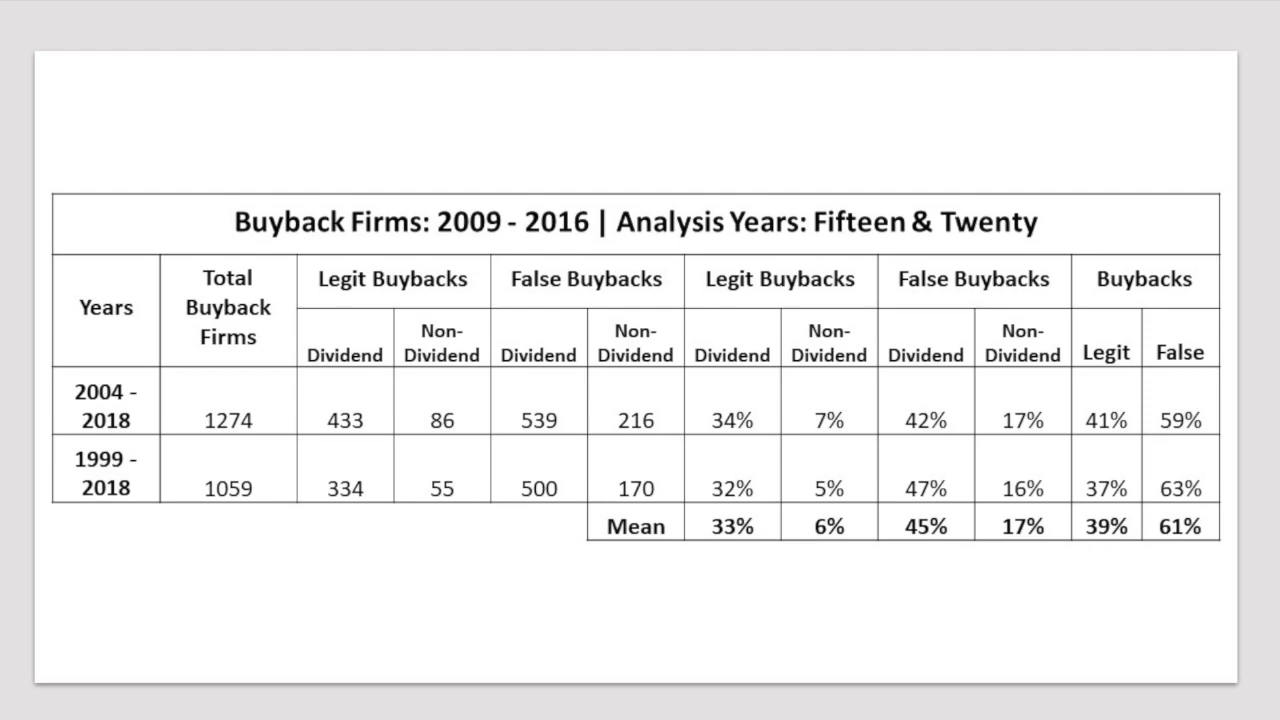 Buyback Firms: 2009 - 2016 | Analysis Years: Fifteen & Twenty
Years Total Buyback Firms Legit Buybacks False Buybacks Legit Buybacks False Buybacks Buybacks
Dividend Non-Dividend Dividend Non-Dividend Dividend Non-Dividend Dividend Non-Dividend Legit False
2004 - 2018 1274 433 86 539 216 34% 7% 42% 17% 41% 59%
1999 - 2018 1059 334 55 500 170 32% 5% 47% 16% 37% 63%
Mean 33% 6% 45% 17% 39% 61%